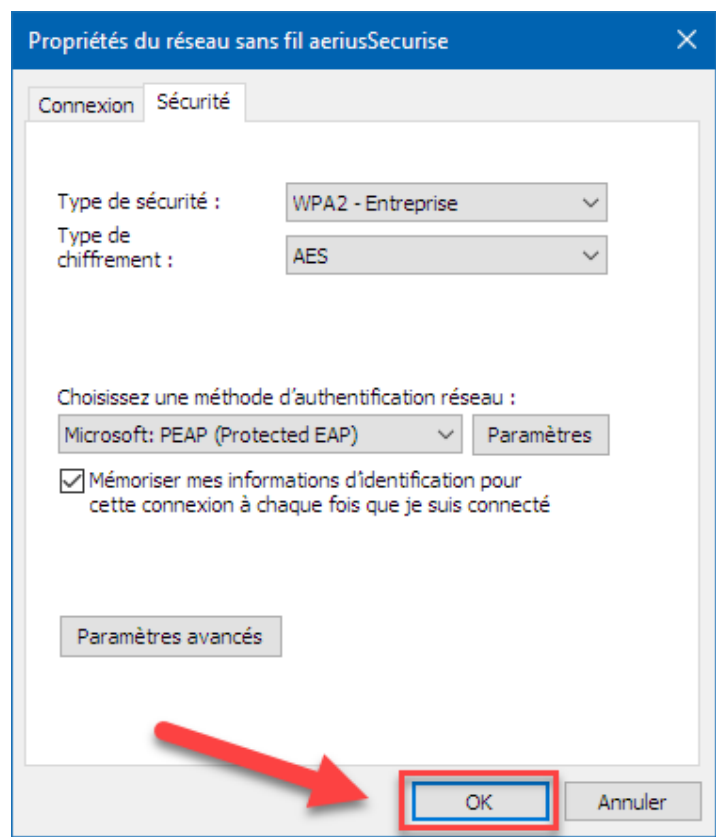 Propriétés du réseau sans fil aeriusSecurise
Connexion
Sécurité
Type de sécurité :
WPA2 - Entreprise
Type de
chiffrement :
AES
Choisissez une méthode d'authentification réseau :
Microsoft: PEAP (Protected EAP)
Paramètres
Mémoriser mes informations d'identification pour
cette connexion à chaque fois que je suis connecté
Paramètres avancés
OK
Annuler